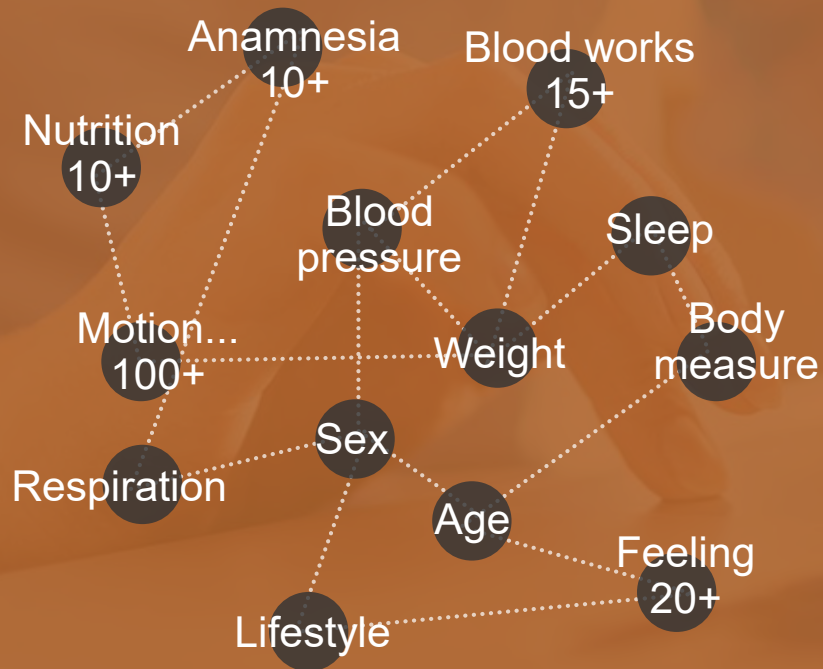 Anamnesia
10+
Blood works
15+
Nutrition
10+
Blood
pressure
Sleep
Motion...
100+
Weight
Body
measure
Sex
Respiration
Age
Feeling
20+
Lifestyle